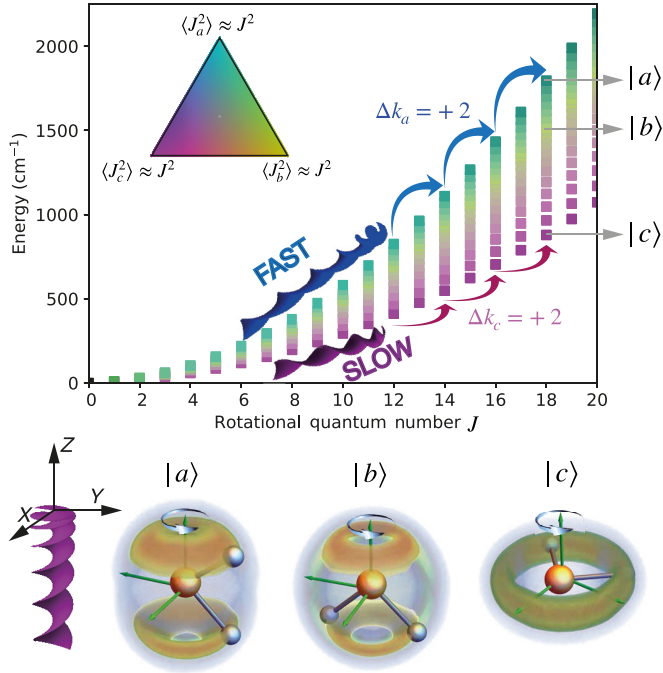 ⟨J_a^2⟩ ≈ J^2
⟨J_c^2⟩ ≈ J^2
⟨J_b^2⟩ ≈ J^2
Energy (cm⁻¹)
2000
1500
1000
500
0
Δk_a = + 2
FAST
SLOW
Δk_c = + 2
| a⟩
| b⟩
| c⟩
0 2 4 6 8 10 12 14 16 18 20
Rotational quantum number J
Z
Y
X
| a⟩ | b⟩ | c⟩